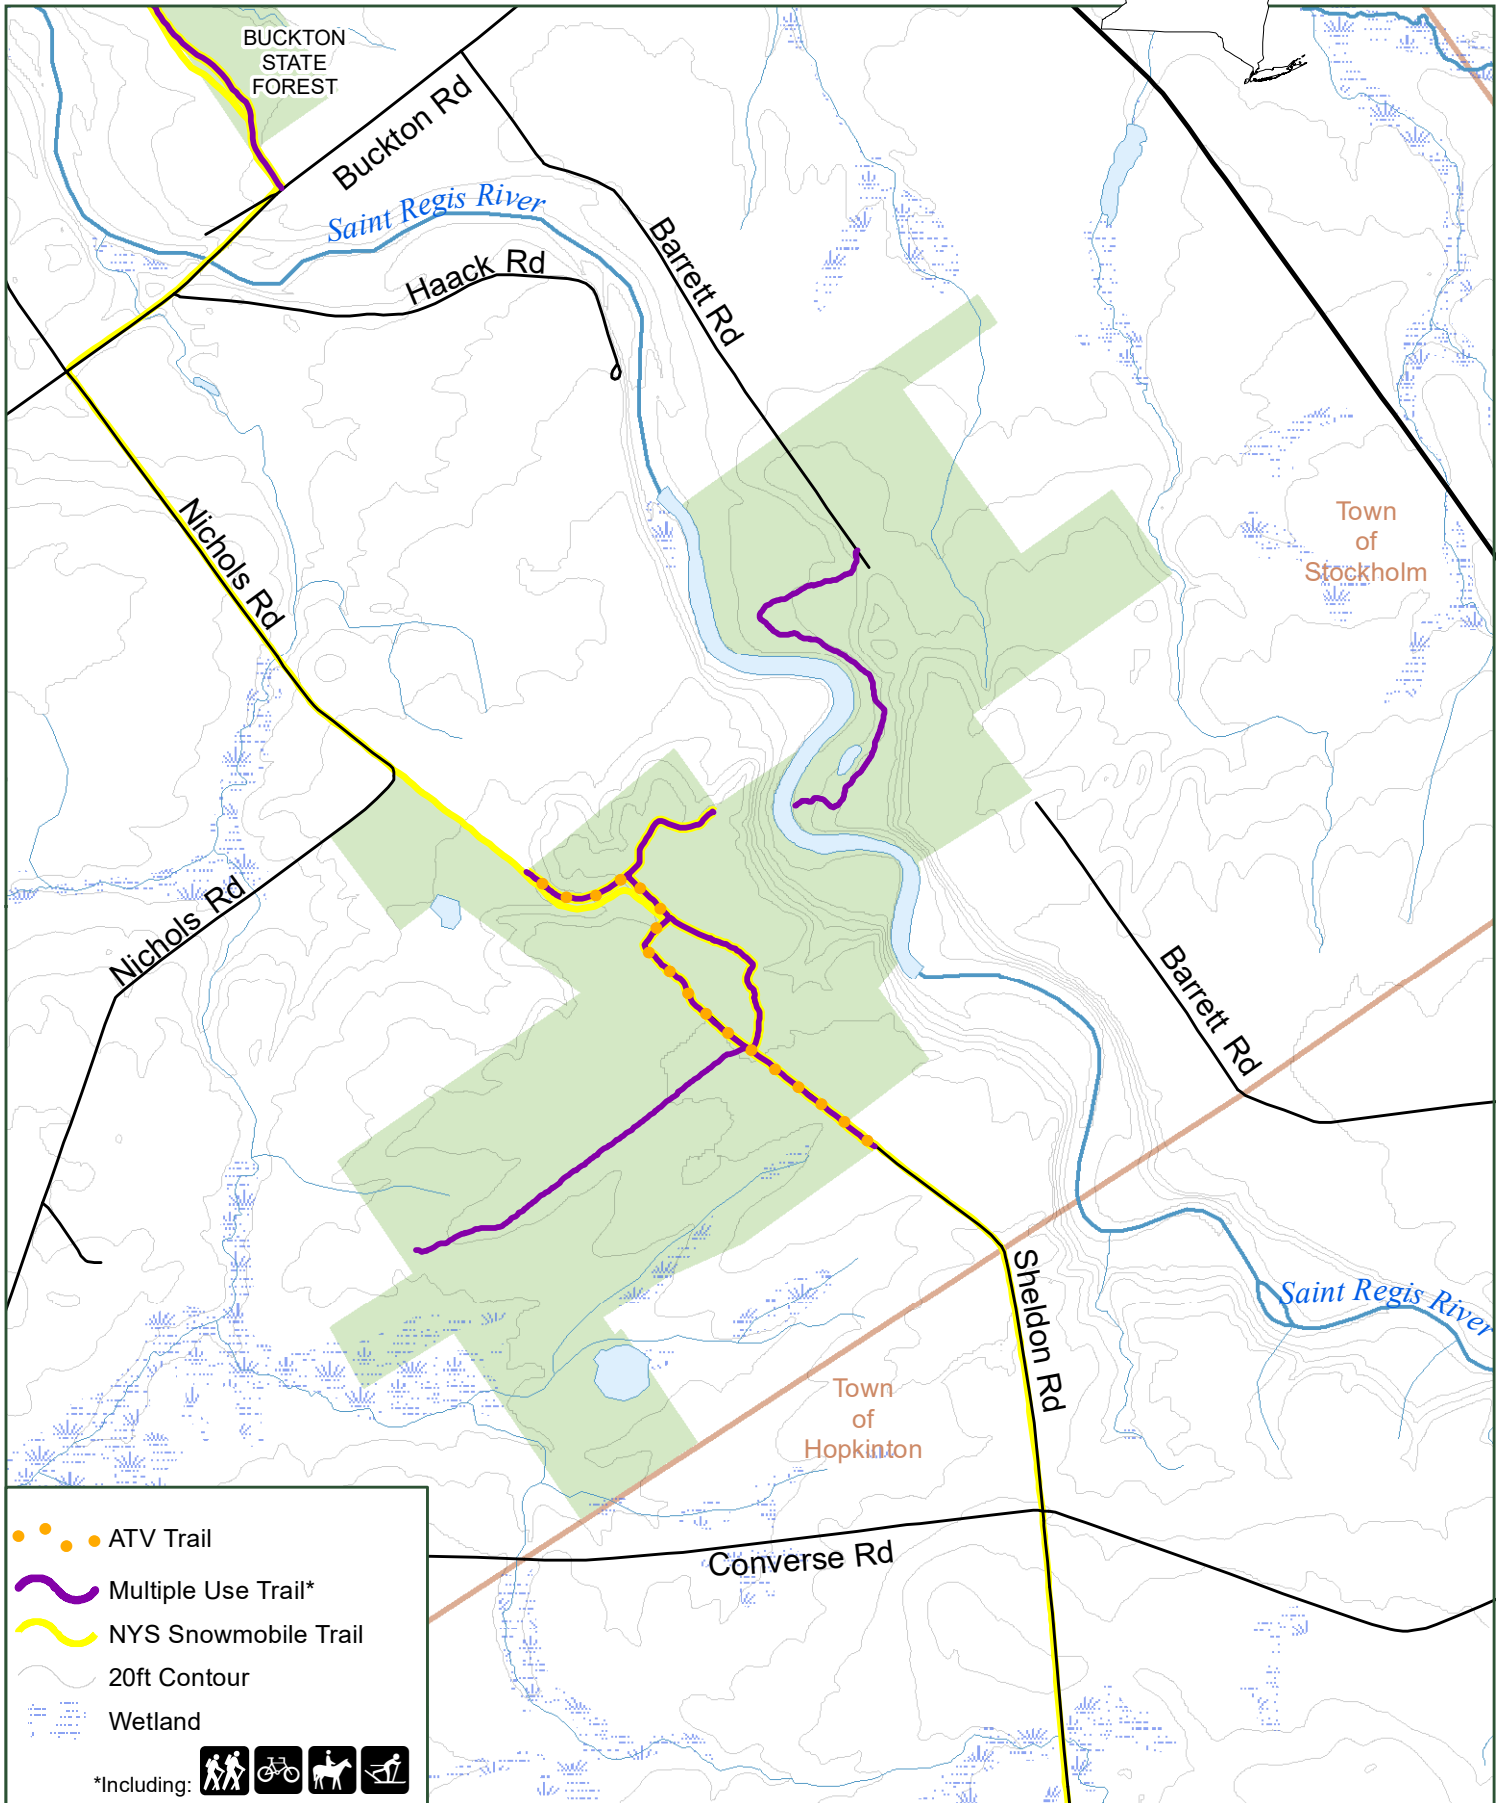 BUCKTON
STATE
FOREST
Buckton Rd
Saint Regis River
Haack Rd
Barrett Rd
Nichols Rd
Town
of
Stockholm
Nichols Rd
Barrett Rd
Sheldon Rd
Saint Regis River
Town
of
Hopkinton
Converse Rd
ATV Trail
Multiple Use Trail*
NYS Snowmobile Trail
20ft Contour
Wetland
*Including: